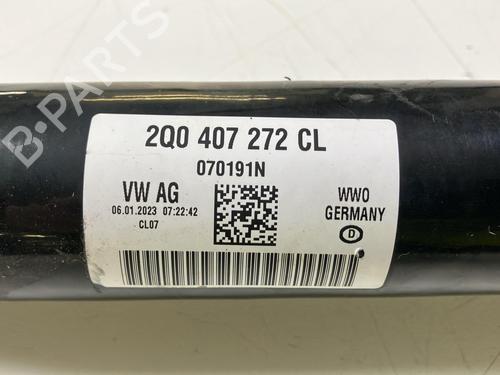 2Q0 407 272 CL
070191N
VW AG
06.01.2023 07:22:42
CL07
WWO
GERMANY
D
B-PARTS